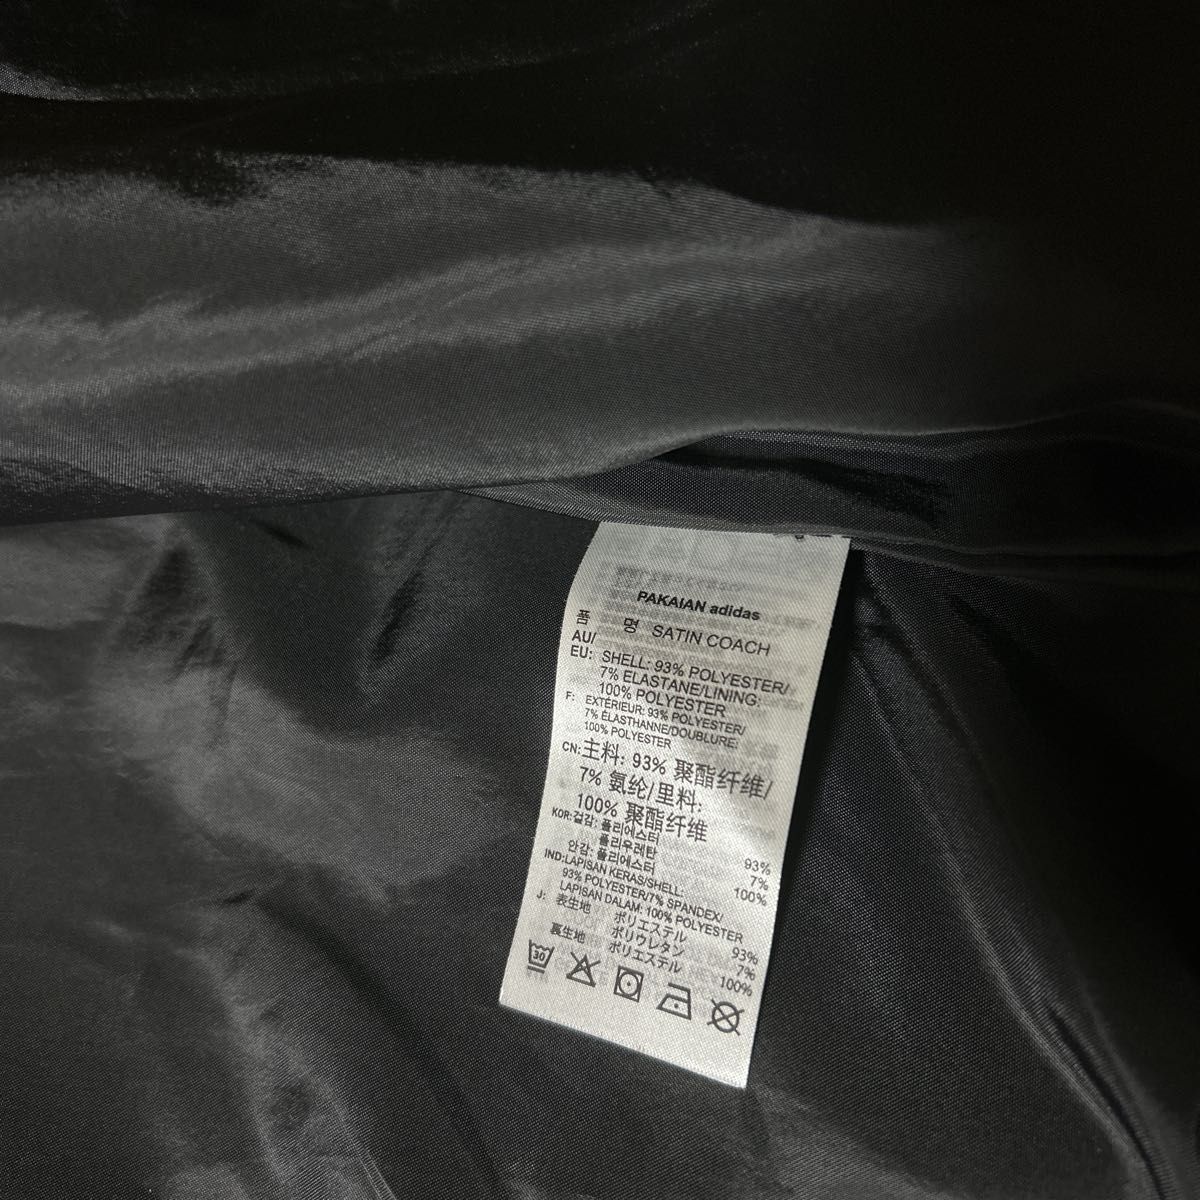 PAKAIAN adidas
품 명 SATIN COACH
AU/
EU: SHELL: 93% POLYESTER/
7% ELASTANE/LINING:
100% POLYESTER
F: EXTÉRIEUR: 93% POLYESTER/
7% ÉLASTHANNE/DOUBLURE:
100% POLYESTER
CN: 主料: 93% 聚酯纤维/
7% 氨纶/里料:
100% 聚酯纤维
KOR: 겉감: 폴리에스터 93%
폴리우레탄 7%
안감: 폴리에스터 100%
IND: LAPISAN KERAS/SHELL:
93% POLYESTER/7% SPANDEX/
LAPISAN DALAM: 100% POLYESTER
J: 表生地 ポリエステル 93%
ポリウレタン 7%
裏生地 ポリエステル 100%
30